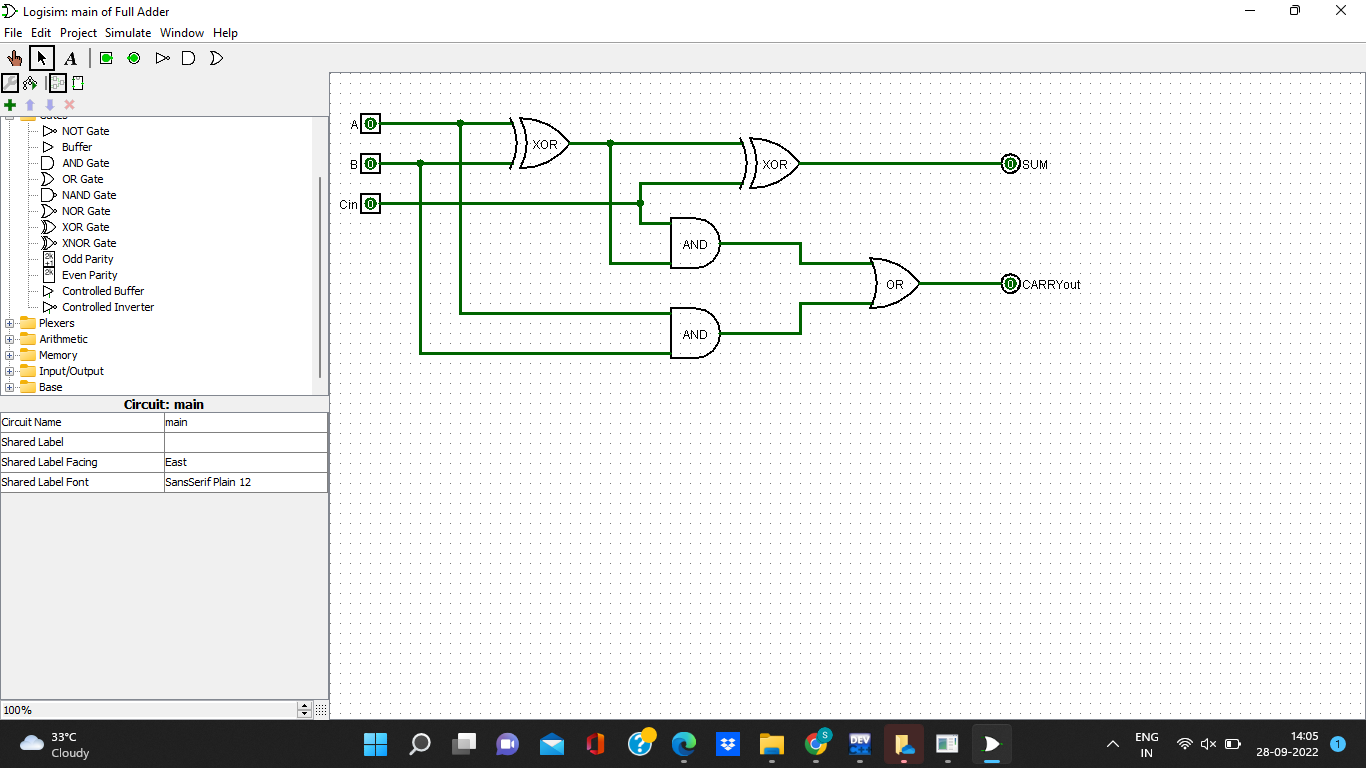 Logisim: main of Full Adder
File Edit Project Simulate Window Help
A
Gates
NOT Gate
Buffer
AND Gate
OR Gate
NAND Gate
NOR Gate
XOR Gate
XNOR Gate
Odd Parity
Even Parity
Controlled Buffer
Controlled Inverter
Plexers
Arithmetic
Memory
Input/Output
Base
Circuit: main
Circuit Name main
Shared Label
Shared Label Facing East
Shared Label Font SansSerif Plain 12
100%
A 0
B 0
Cin 0
XOR
XOR
0 SUM
AND
OR
0 CARRYout
AND
33°C
Cloudy
S
DEV
ENG
IN
14:05
28-09-2022
1